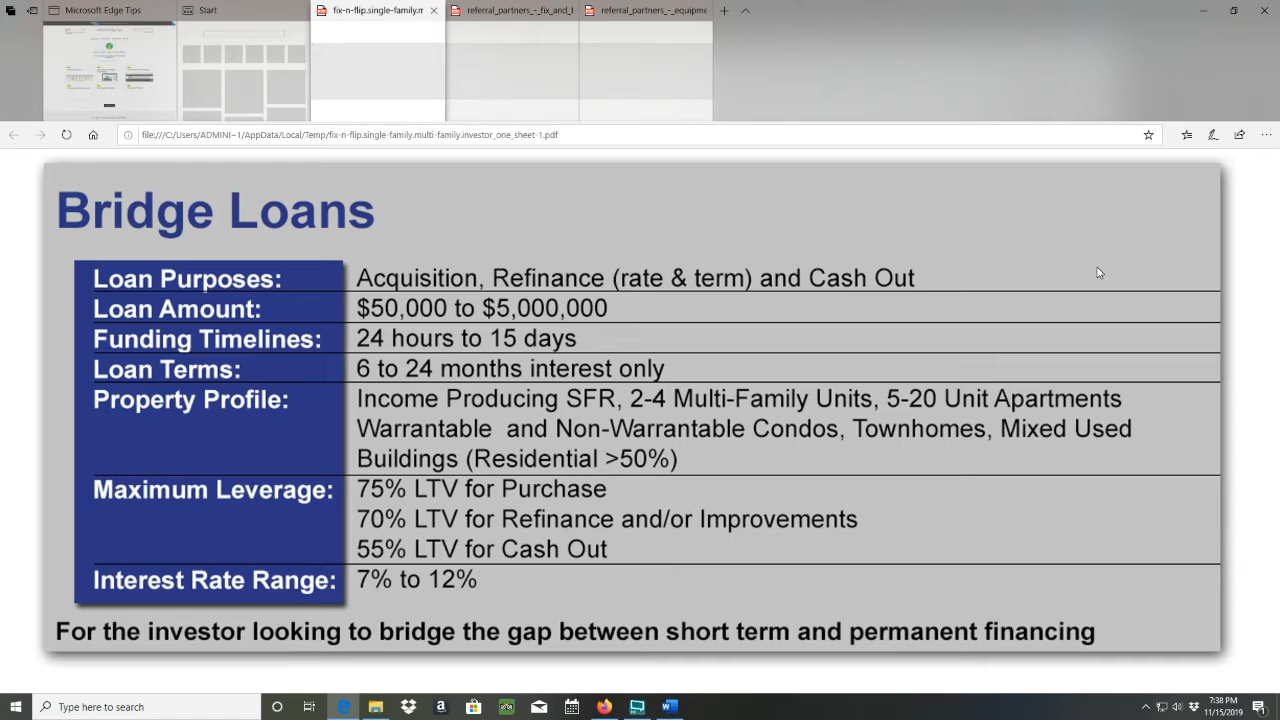 Microsoft Edge Tips
Start
fix-n-flip.single-family.m
referral_partners_-_fix_and_f
referral_partners_-_equipme
file:///C:/Users/ADMINI~1/AppData/Local/Temp/fix-n-flip.single-family.multi-family.investor_one_sheet-1.pdf
Bridge Loans
Loan Purposes: Acquisition, Refinance (rate & term) and Cash Out
Loan Amount: $50,000 to $5,000,000
Funding Timelines: 24 hours to 15 days
Loan Terms: 6 to 24 months interest only
Property Profile: Income Producing SFR, 2-4 Multi-Family Units, 5-20 Unit Apartments
Warrantable and Non-Warrantable Condos, Townhomes, Mixed Used
Buildings (Residential >50%)
Maximum Leverage: 75% LTV for Purchase
70% LTV for Refinance and/or Improvements
55% LTV for Cash Out
Interest Rate Range: 7% to 12%
For the investor looking to bridge the gap between short term and permanent financing
Type here to search
7:38 PM
11/15/2019